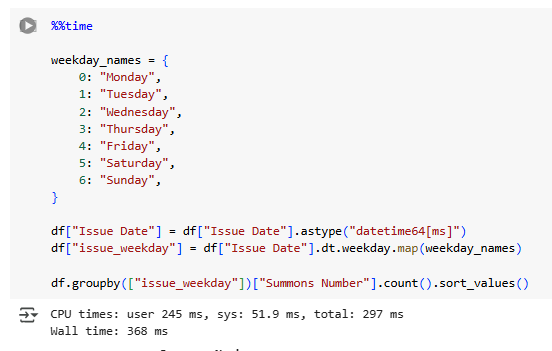 %%time
weekday_names = {
0: "Monday",
1: "Tuesday",
2: "Wednesday",
3: "Thursday",
4: "Friday",
5: "Saturday",
6: "Sunday",
}
df["Issue Date"] = df["Issue Date"].astype("datetime64[ms]")
df["issue_weekday"] = df["Issue Date"].dt.weekday.map(weekday_names)
df.groupby(["issue_weekday"])["Summons Number"].count().sort_values()
CPU times: user 245 ms, sys: 51.9 ms, total: 297 ms
Wall time: 368 ms